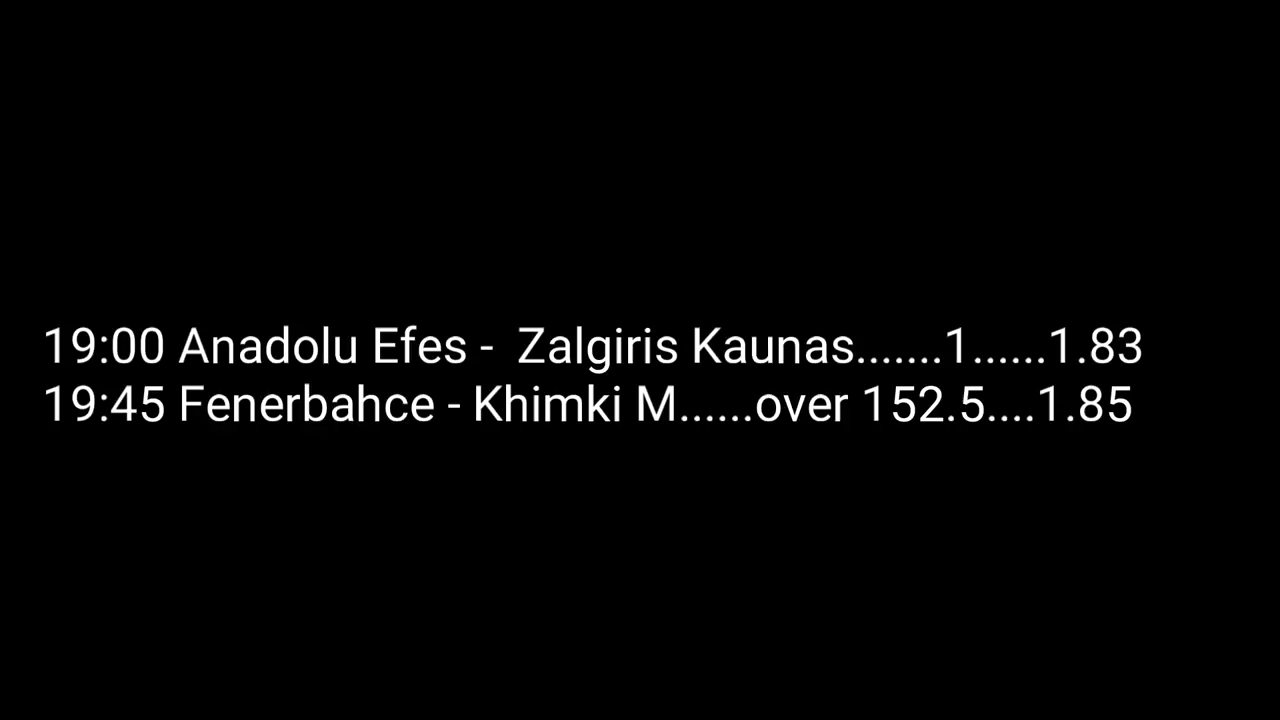 19:00 Anadolu Efes -  Zalgiris Kaunas.......1......1.83
19:45 Fenerbahce - Khimki M......over 152.5....1.85